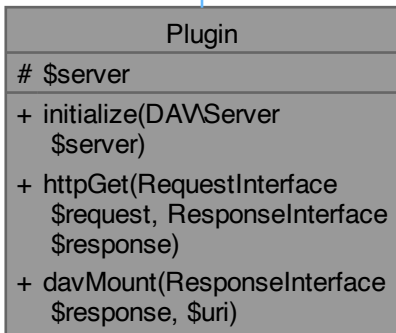 Plugin
# $server
+ initialize(DAV\Server
$server)
+ httpGet(RequestInterface
$request, ResponseInterface
$response)
+ davMount(ResponseInterface
$response, $uri)